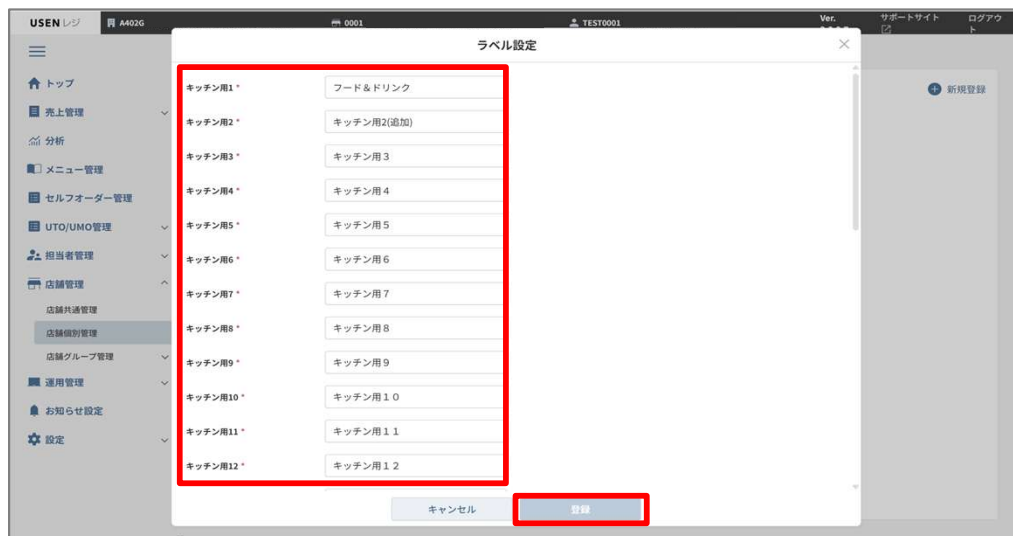 USEN レジ A402G 0001 TEST0001 Ver. サポートサイト ログアウト
ラベル設定
トップ
売上管理
分析
メニュー管理
セルフオーダー管理
UTO/UMO管理
担当者管理
店舗管理
店舗共通管理
店舗個別管理
店舗グループ管理
運用管理
お知らせ設定
設定
キッチン用1 * フード&ドリンク
キッチン用2 * キッチン用2(追加)
キッチン用3 * キッチン用３
キッチン用4 * キッチン用４
キッチン用5 * キッチン用５
キッチン用6 * キッチン用６
キッチン用7 * キッチン用７
キッチン用8 * キッチン用８
キッチン用9 * キッチン用９
キッチン用10 * キッチン用１０
キッチン用11 * キッチン用１１
キッチン用12 * キッチン用１２
新規登録
キャンセル 登録